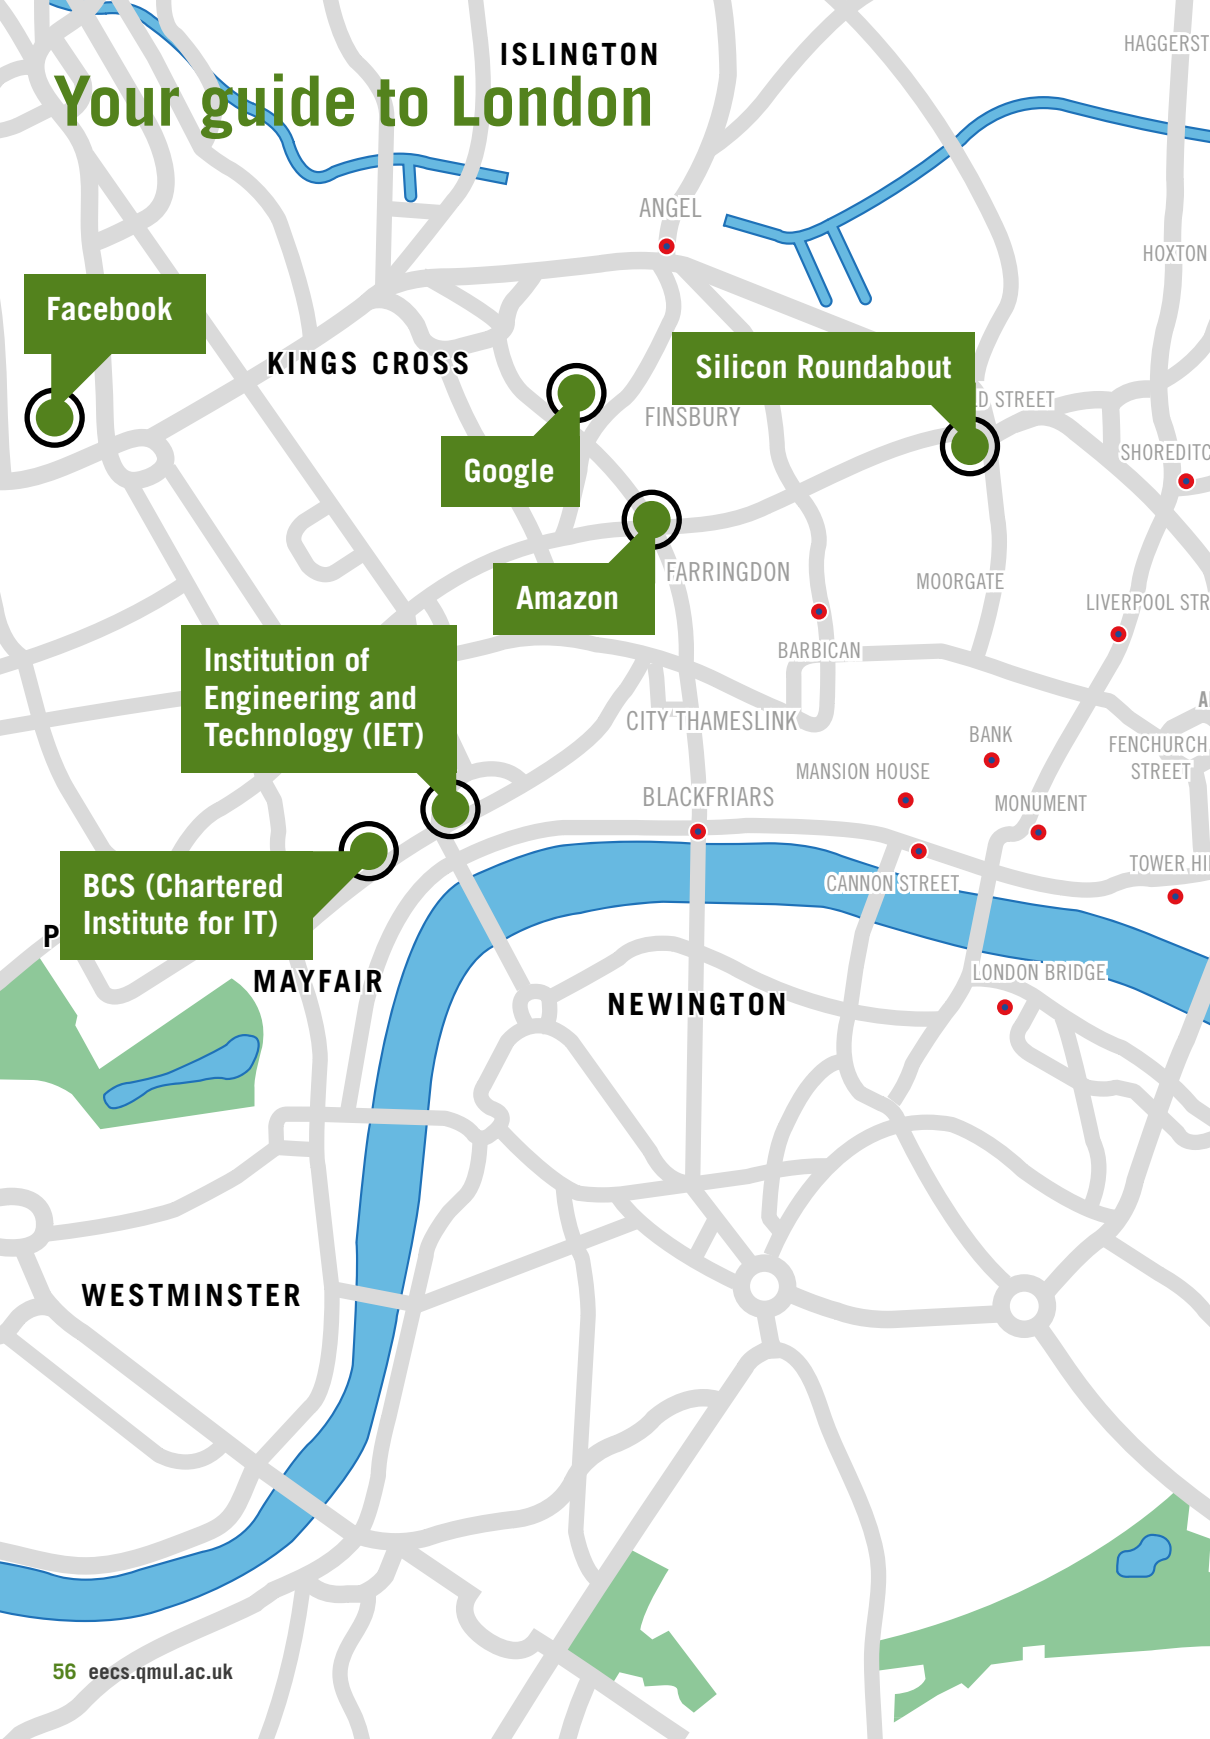 ISLINGTON
Your guide to London
HAGGERST
ANGEL
HOXTON
Facebook
KINGS CROSS
Silicon Roundabout
D STREET
FINSBURY
Google
SHOREDITC
Amazon
FARRINGDON
MOORGATE
LIVERPOOL STR
BARBICAN
Institution of
Engineering and
Technology (IET)
CITY THAMESLINK
BANK
FENCHURCH
STREET
MANSION HOUSE
BLACKFRIARS
MONUMENT
TOWER HI
BCS (Chartered
Institute for IT)
CANNON STREET
P
MAYFAIR
LONDON BRIDGE
NEWINGTON
WESTMINSTER
56 eecs.qmul.ac.uk